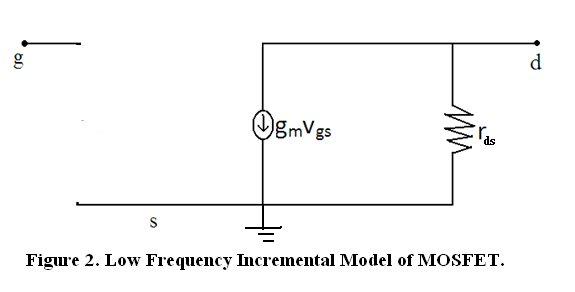 g
d
gmVgs
rds
s
Figure 2. Low Frequency Incremental Model of MOSFET.